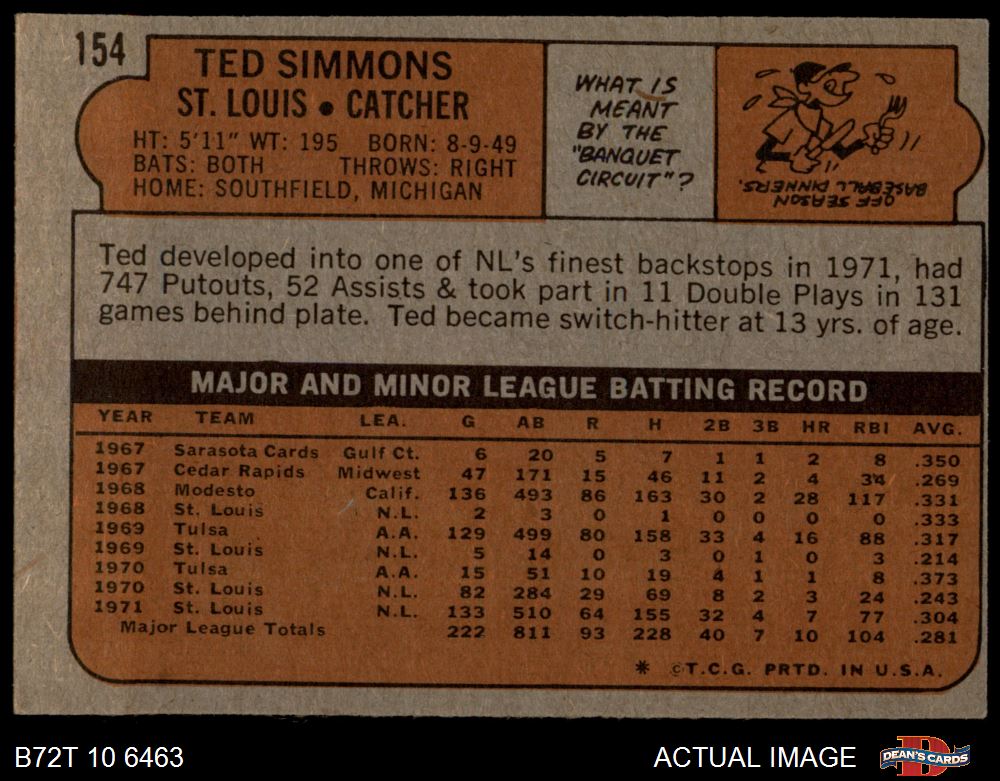 154
TED SIMMONS
ST. LOUIS • CATCHER
HT: 5'11" WT: 195 BORN: 8-9-49
BATS: BOTH THROWS: RIGHT
HOME: SOUTHFIELD, MICHIGAN
WHAT IS
MEANT
BY THE
"BANQUET
CIRCUIT"?
OFF SEASON
BASEBALL DINNERS.
Ted developed into one of NL's finest backstops in 1971, had
747 Putouts, 52 Assists & took part in 11 Double Plays in 131
games behind plate. Ted became switch-hitter at 13 yrs. of age.
MAJOR AND MINOR LEAGUE BATTING RECORD
YEAR TEAM LEA. G AB R H 2B 3B HR RBI AVG.
1967 Sarasota Cards Gulf Ct. 6 20 5 7 1 1 2 8 .350
1967 Cedar Rapids Midwest 47 171 15 46 11 2 4 34 .269
1968 Modesto Calif. 136 493 86 163 30 2 28 117 .331
1968 St. Louis N.L. 2 3 0 1 0 0 0 0 .333
1969 Tulsa A.A. 129 499 80 158 33 4 16 88 .317
1969 St. Louis N.L. 5 14 0 3 0 1 0 3 .214
1970 Tulsa A.A. 15 51 10 19 4 1 1 8 .373
1970 St. Louis N.L. 82 284 29 69 8 2 3 24 .243
1971 St. Louis N.L. 133 510 64 155 32 4 7 77 .304
Major League Totals 222 811 93 228 40 7 10 104 .281
* ©T.C.G. PRTD. IN U.S.A.
B72T 10 6463 ACTUAL IMAGE DEAN'S CARDS